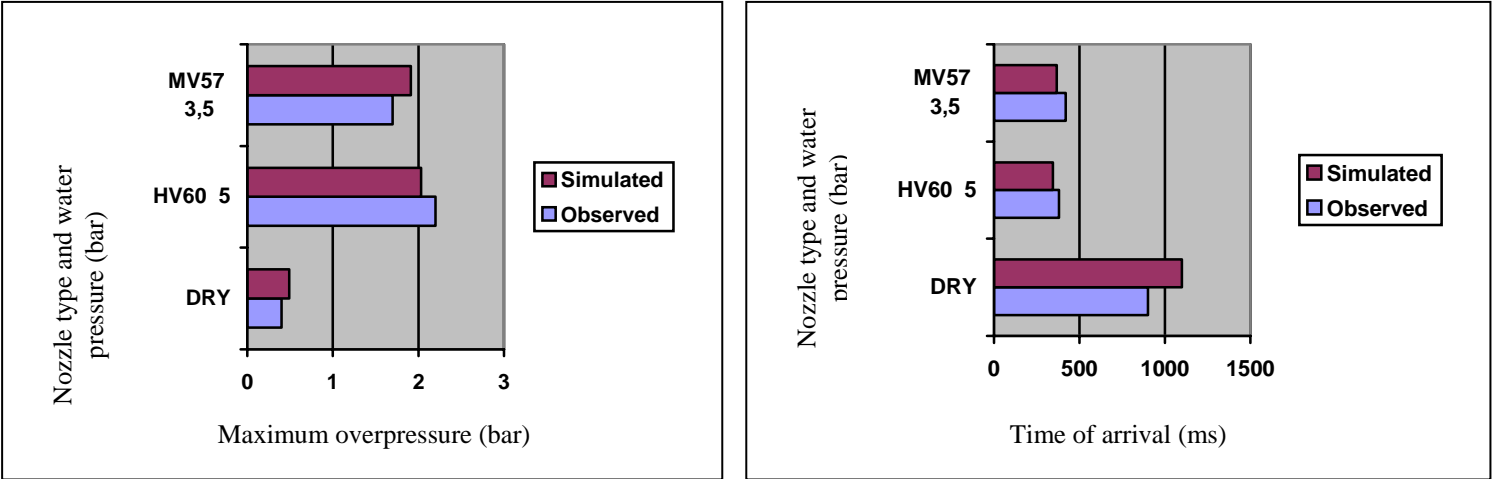 MV57
3,5
HV60 5
DRY
0 1 2 3
Maximum overpressure (bar)
Nozzle type and water
pressure (bar)
Simulated
Observed
MV57
3,5
HV60 5
DRY
0 500 1000 1500
Time of arrival (ms)
Nozzle type and water
pressure (bar)
Simulated
Observed